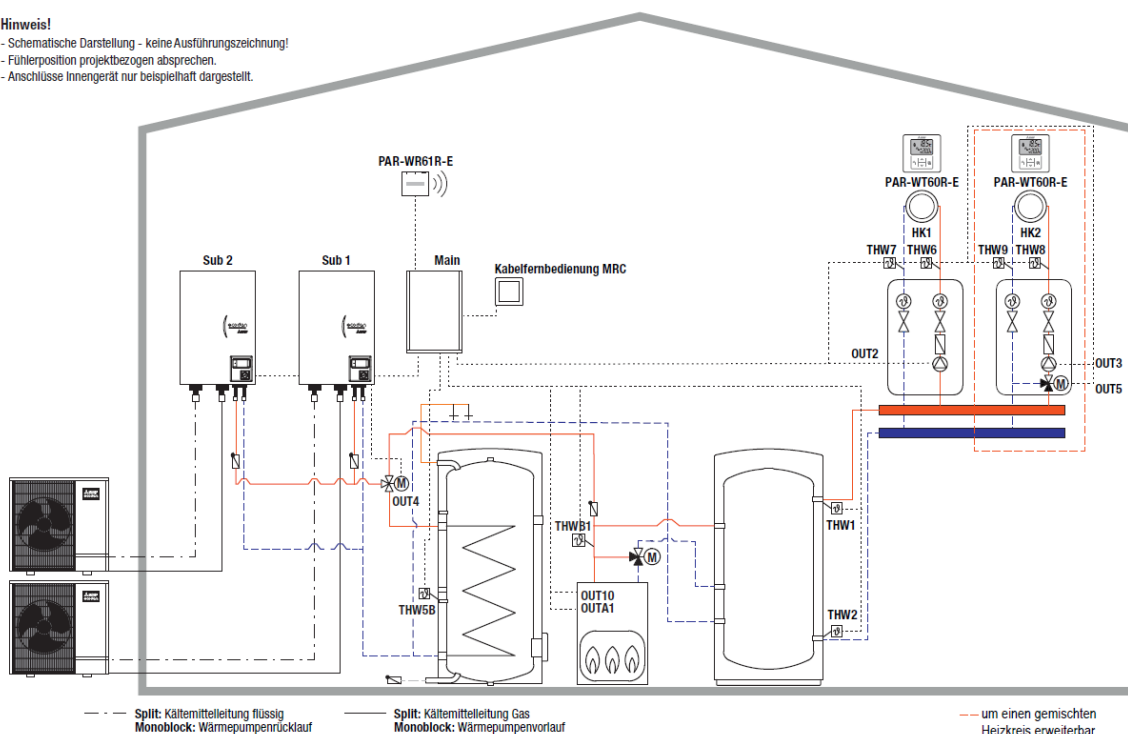 Hinweis!
- Schematische Darstellung - keine Ausführungszeichnung!
- Fühlerposition projektbezogen absprechen.
- Anschlüsse Innengerät nur beispielhaft dargestellt.
PAR-WR61R-E
PAR-WT60R-E
PAR-WT60R-E
HK1
HK2
THW7
THW6
THW9
THW8
Sub 2
Sub 1
Main
Kabelfernbedienung MRC
OUT2
OUT3
M
OUT5
M
OUT4
THWB1
M
THW1
OUT10
OUTA1
THW5B
THW2
Split: Kältemittelleitung flüssig
Monoblock: Wärmepumpenrücklauf
Split: Kältemittelleitung Gas
Monoblock: Wärmepumpenvorlauf
um einen gemischten
Heizkreis erweiterbar